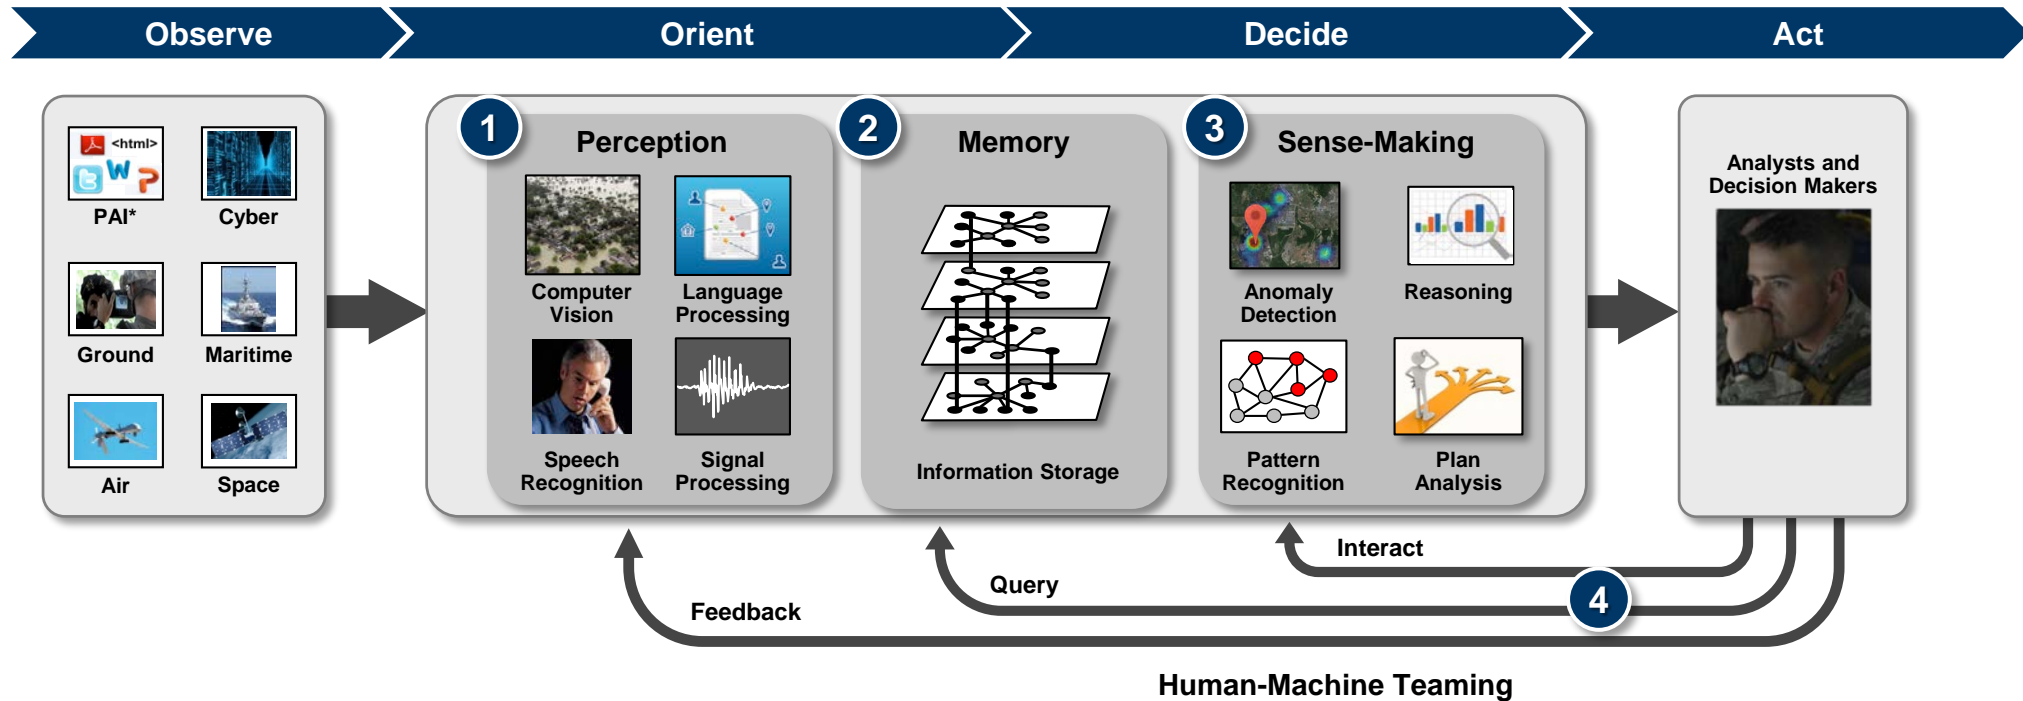 Observe
Orient
Decide
Act
<html>
W
P
PAI*
Cyber
Ground
Maritime
Air
Space
1
Perception
Computer
Vision
Language
Processing
Speech
Recognition
Signal
Processing
2
Memory
Information Storage
3
Sense-Making
Anomaly
Detection
Reasoning
Pattern
Recognition
Plan
Analysis
Analysts and
Decision Makers
Interact
Query
4
Feedback
Human-Machine Teaming